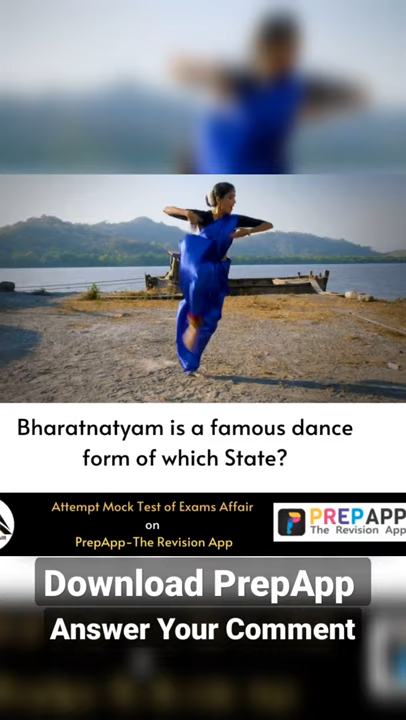 Bharatnatyam is a famous dance
form of which State?
Attempt Mock Test of Exams Affair
on
PrepApp-The Revision App
PREPAPP
The Revision App
Download PrepApp
Answer Your Comment